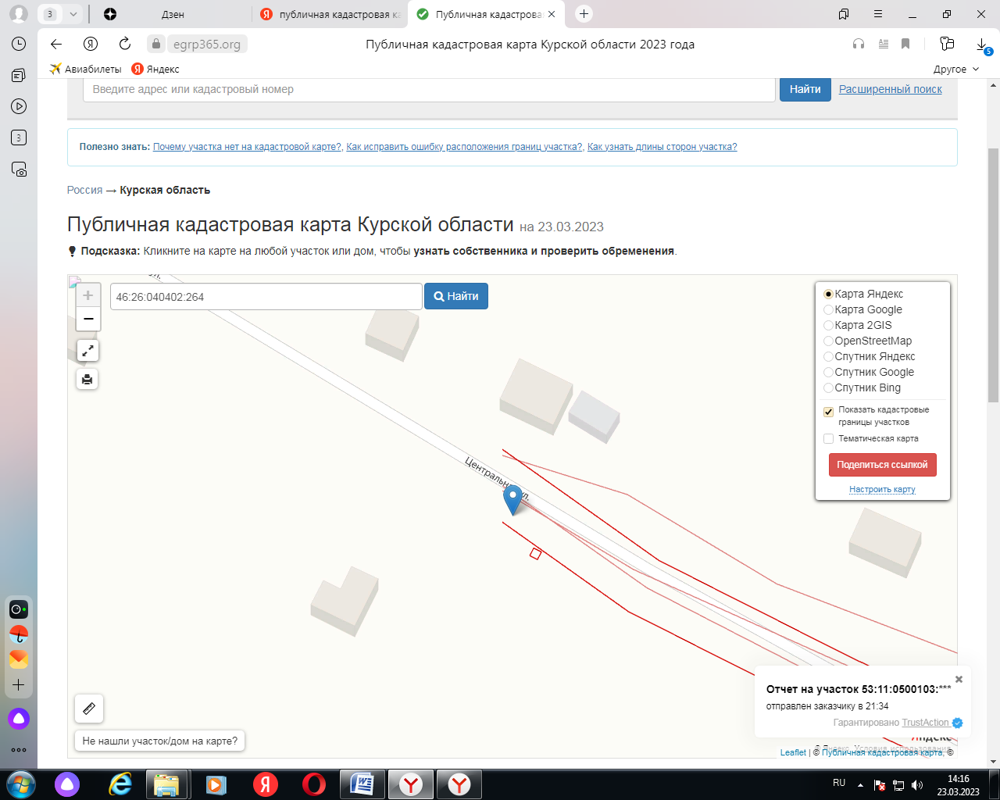 3
Дзен
публичная кадастровая к
Публичная кадастрова
egrp365.org
Публичная кадастровая карта Курской области 2023 года
5
Авиабилеты
Яндекс
Другое
Введите адрес или кадастровый номер
Найти
Расширенный поиск
3
Полезно знать: Почему участка нет на кадастровой карте?, Как исправить ошибку расположения границ участка?, Как узнать длины сторон участка?
Россия → Курская область
Публичная кадастровая карта Курской области на 23.03.2023
Подсказка: Кликните на карте на любой участок или дом, чтобы узнать собственника и проверить обременения.
46:26:040402:264
Найти
Карта Яндекс
Карта Google
Карта 2GIS
OpenStreetMap
Спутник Яндекс
Спутник Google
Спутник Bing
Показать кадастровые
границы участков
Тематическая карта
Поделиться ссылкой
Настроить карту
Отчет на участок 53:11:0500103:***
отправлен заказчику в 21:34
Гарантировано TrustAction
Яндекс
© Яндекс Условия использования
Не нашли участок/дом на карте?
Leaflet | © Публичная кадастровая карта, ©
RU
14:16
23.03.2023